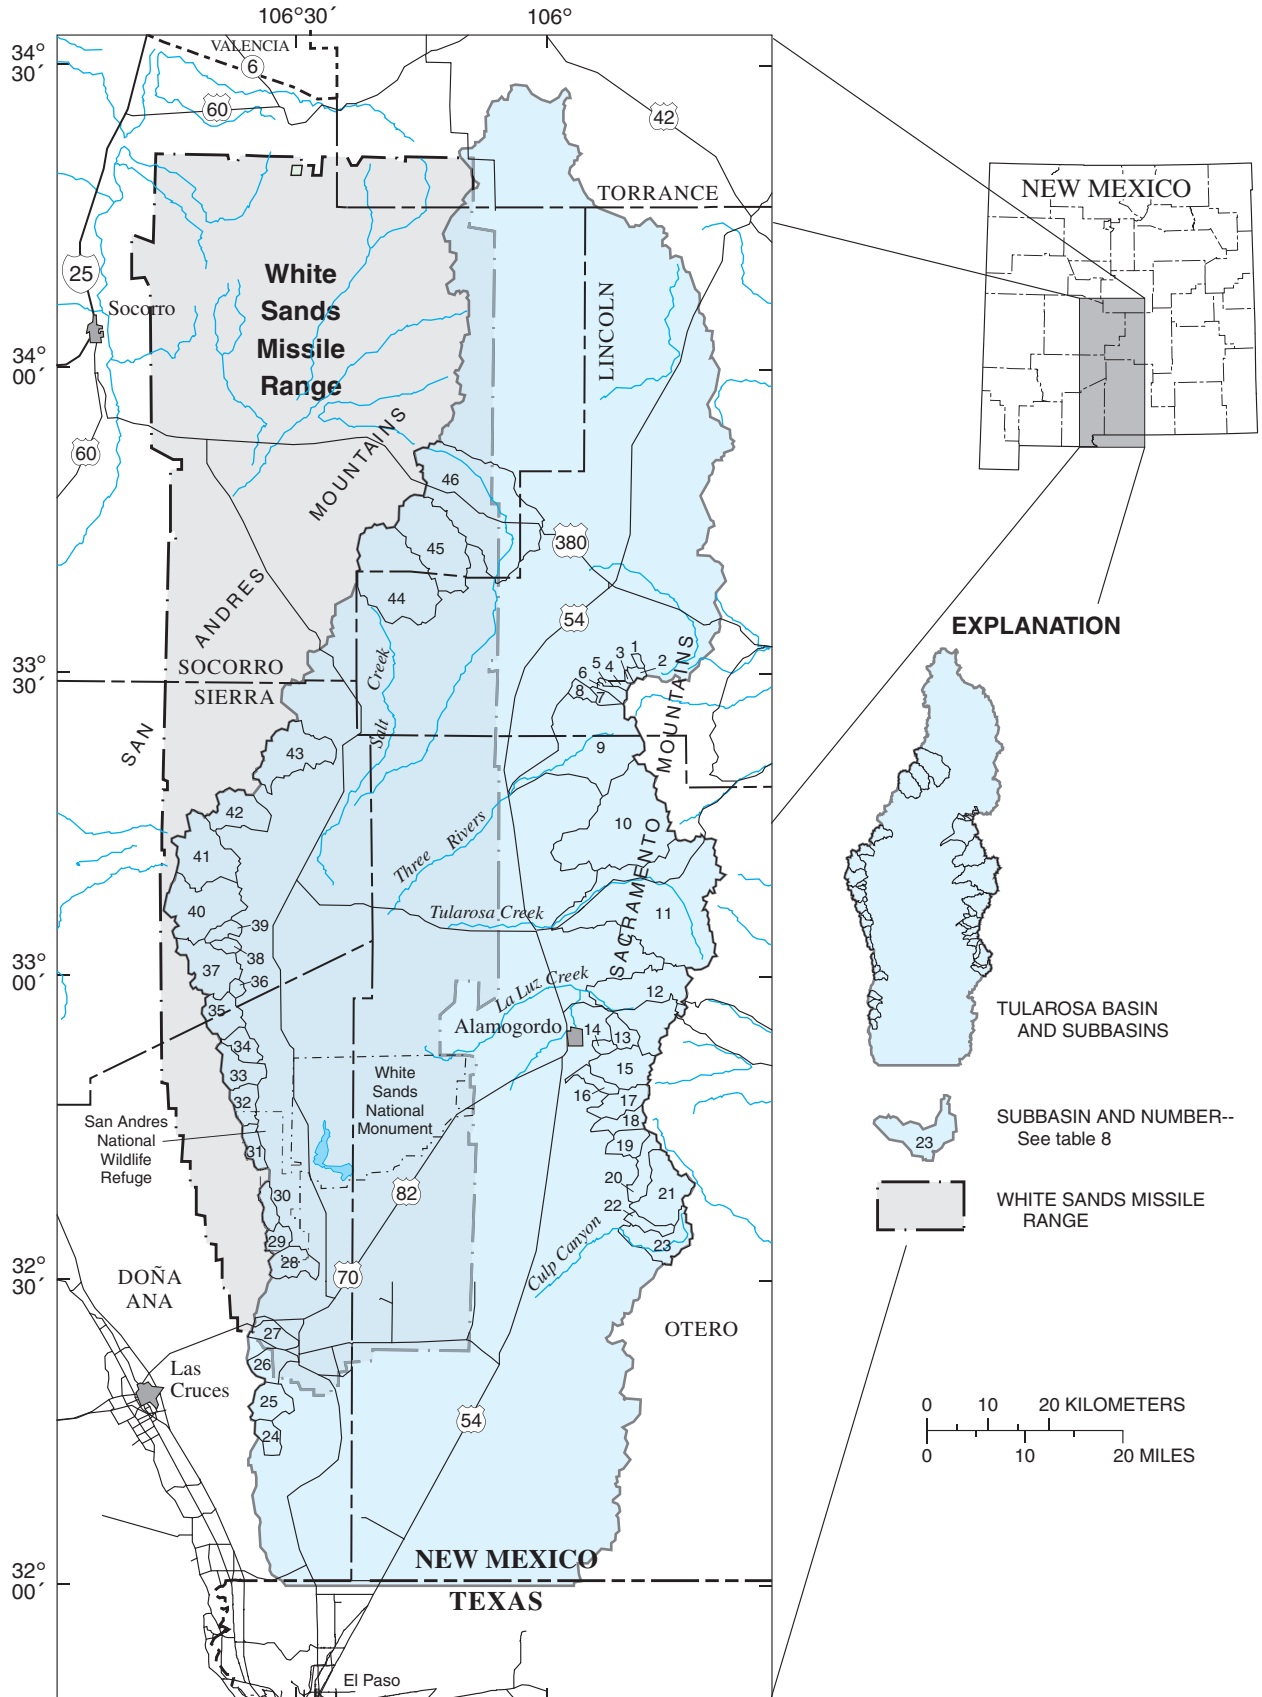 106°30´
106°
34°
30´
VALENCIA
6
60
42
TORRANCE
NEW MEXICO
25
Socorro
White
Sands
Missile
Range
LINCOLN
34°
00´
60
MOUNTAINS
46
45
380
44
54
ANDRES
EXPLANATION
33°
30´
SOCORRO
SIERRA
Creek
Salt
1
3
2
5
4
6
8
7
MOUNTAINS
SAN
43
9
42
10
41
Three Rivers
SACRAMENTO
40
Tularosa Creek
11
39
38
37
36
33°
00´
La Luz Creek
12
35
Alamogordo
14
13
TULAROSA BASIN
AND SUBBASINS
34
33
15
White
Sands
National
Monument
32
16
17
18
San Andres
National
Wildlife
Refuge
31
19
SUBBASIN AND NUMBER--
See table 8
23
30
82
20
21
22
WHITE SANDS MISSILE
RANGE
29
28
Culp Canyon
23
32°
30´
DOÑA
ANA
70
27
OTERO
26
Las
Cruces
25
24
54
0 10 20 KILOMETERS
0 10 20 MILES
32°
00´
NEW MEXICO
TEXAS
El Paso